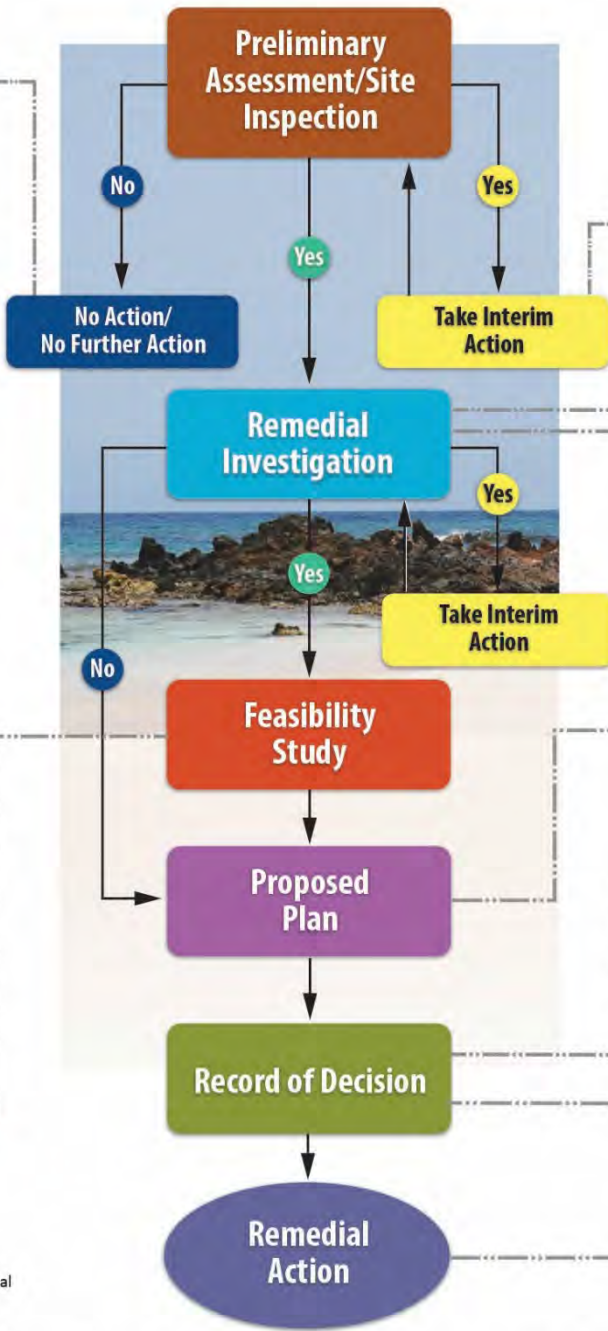 Preliminary
Assessment/Site
Inspection
No
Yes
Yes
No Action/
No Further Action
Take Interim
Action
Remedial
Investigation
Yes
Yes
Take Interim
Action
No
Feasibility
Study
Proposed
Plan
Record of Decision
Remedial
Action
al